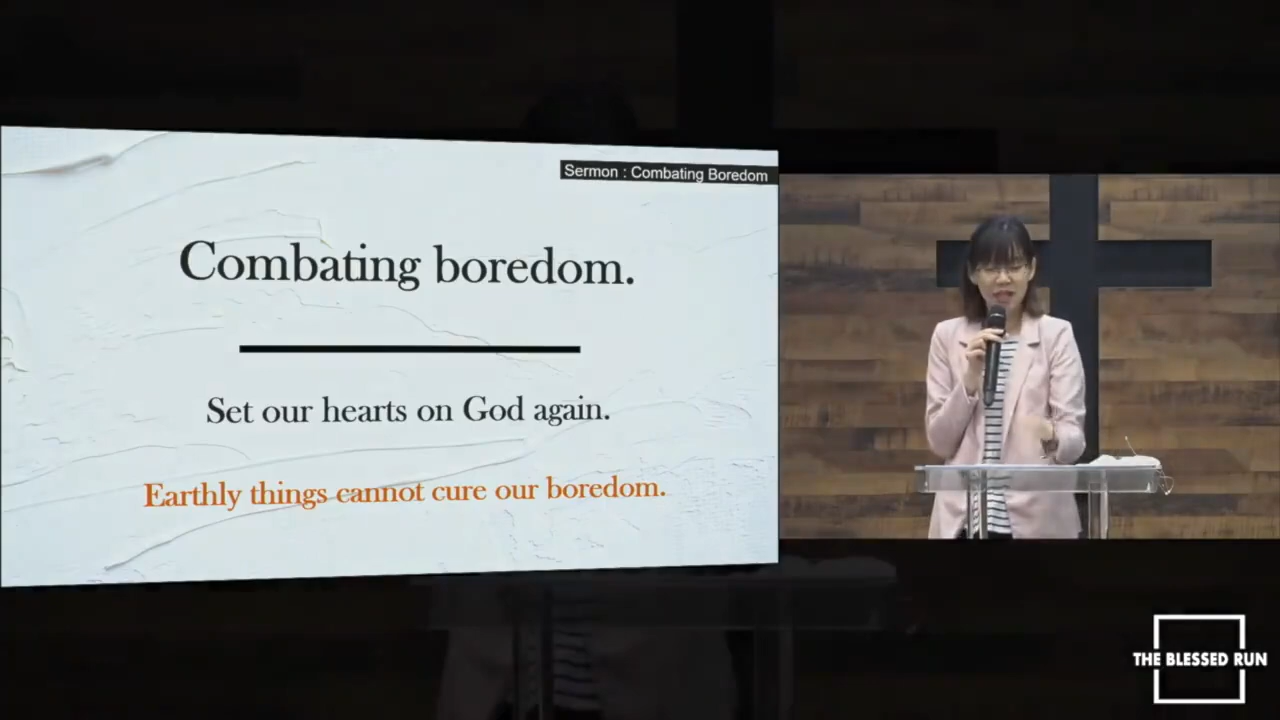 Sermon : Combating Boredom
Combating boredom.
Set our hearts on God again.
Earthly things cannot cure our boredom.
THE BLESSED RUN